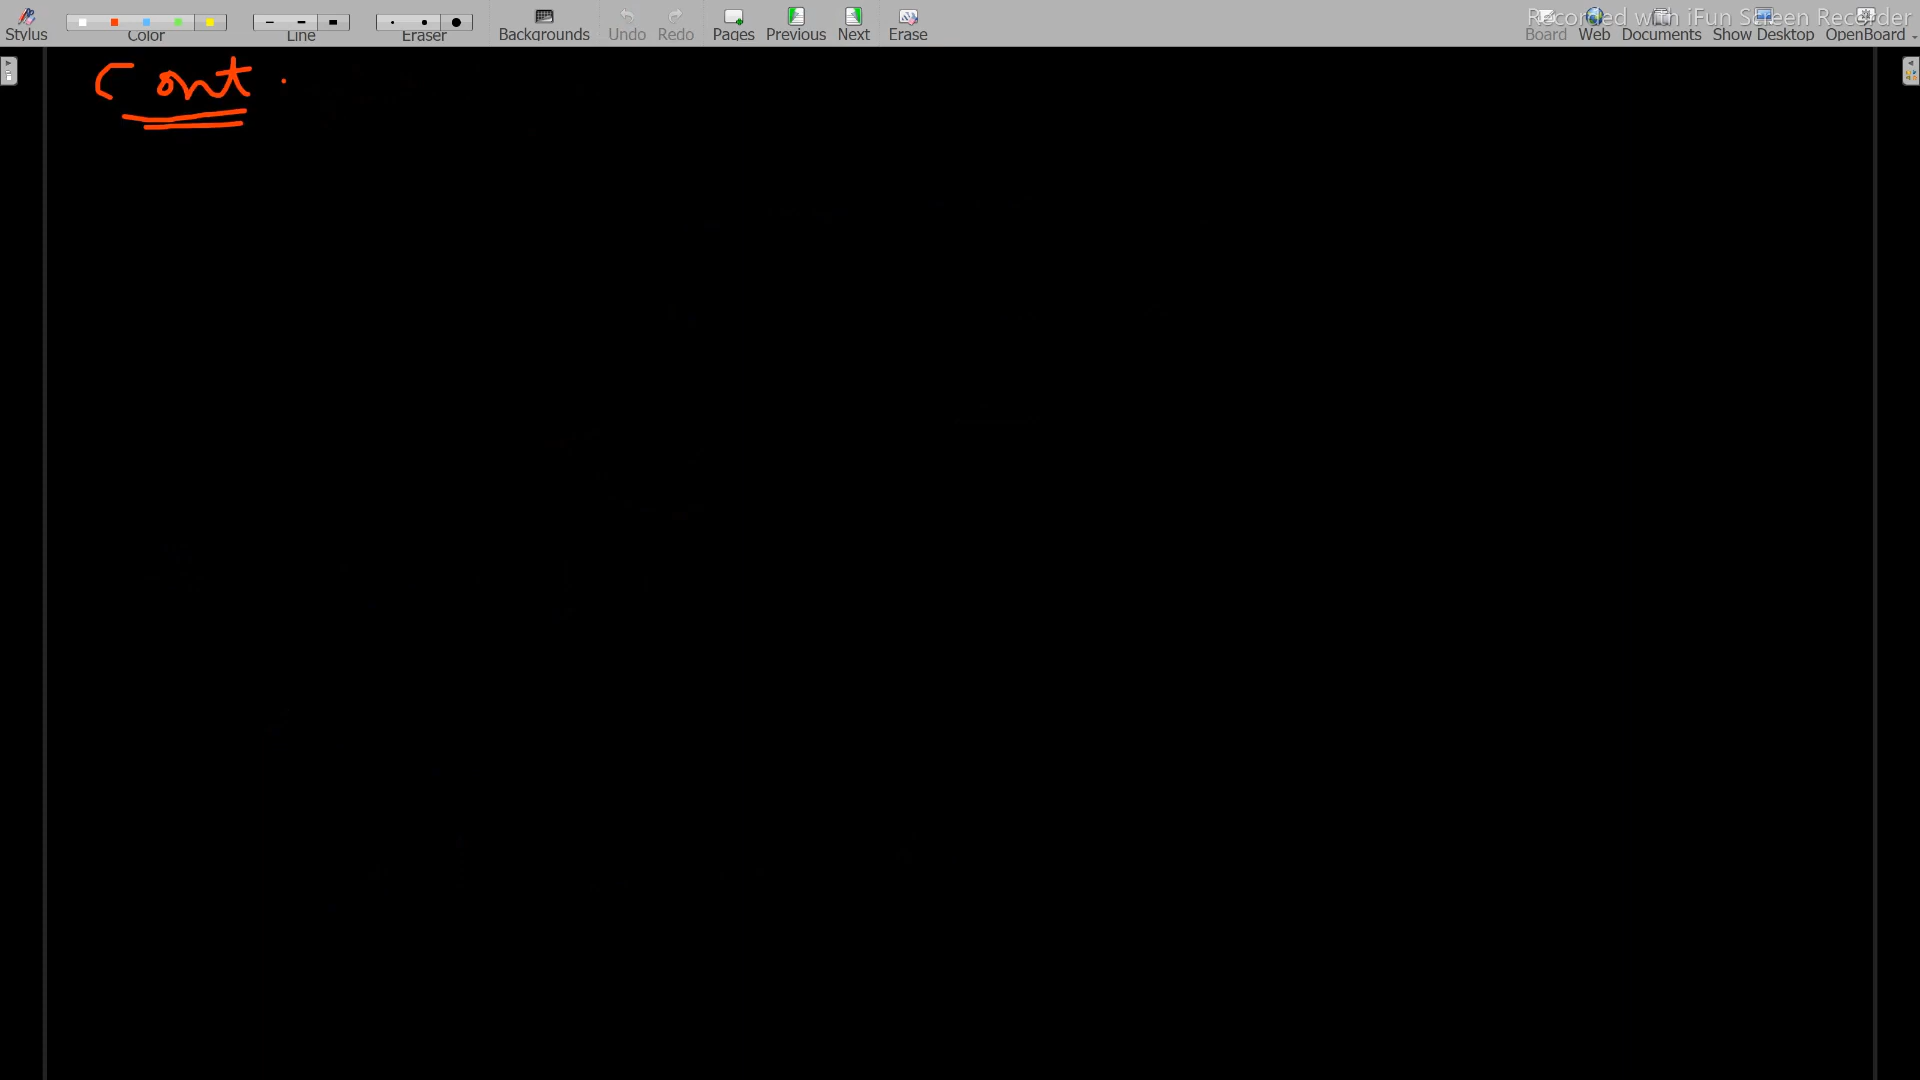 Stylus Color Line Eraser Backgrounds Undo Redo Pages Previous Next Erase Board Web Documents Show Desktop OpenBoard
Recorded with iFun Screen Recorder
Cont .